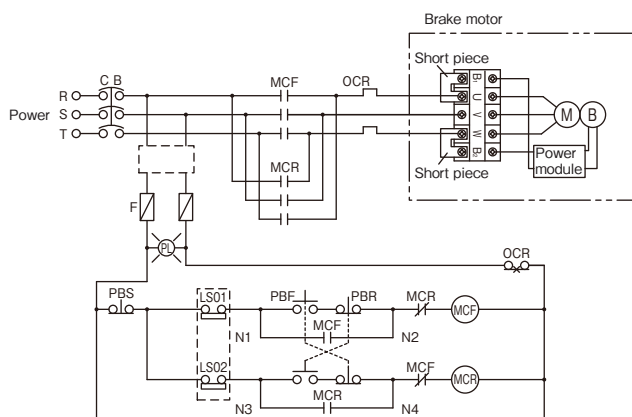 Brake motor
Short piece
C B
MCF
OCR
B1
R
U
Power
S
V
M
B
T
W
B2
MCR
Short piece
Power
module
F
PL
OCR
PBS
LS01
PBF
PBR
MCR
MCF
N1
MCF
N2
LS02
MCF
MCR
N3
MCR
N4